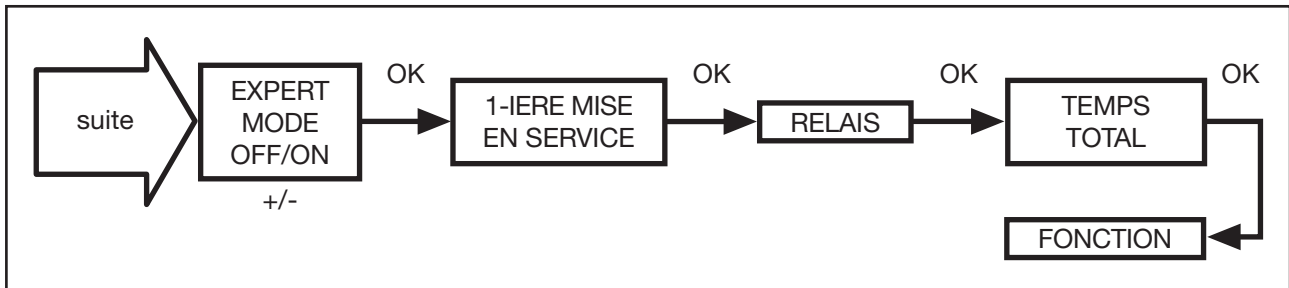 suite
EXPERT
MODE
OFF/ON
+/-
OK
1-IERE MISE
EN SERVICE
OK
RELAIS
OK
TEMPS
TOTAL
OK
FONCTION